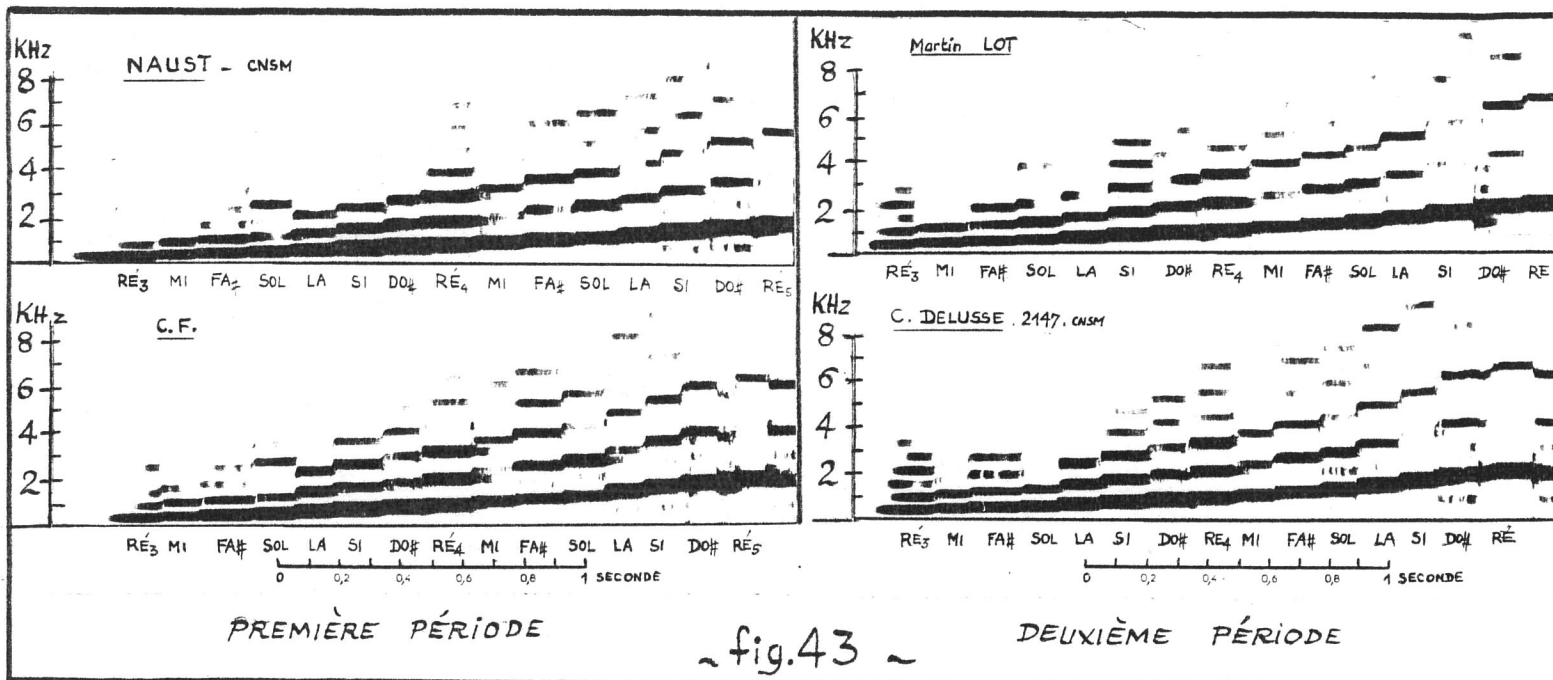 KHz
NAUST - CNSM
8
6
4
2
RÉ3 MI FA# SOL LA SI DO# RÉ4 MI FA# SOL LA SI DO# RÉ5
KHz
Martin LOT
8
6
4
2
RÉ3 MI FA# SOL LA SI DO# RE4 MI FA# SOL LA SI DO# RE
KHz
C.F.
8
6
4
2
RÉ3 MI FA# SOL LA SI DO# RÉ4 MI FA# SOL LA SI DO# RÉ5
0 0,2 0,4 0,6 0,8 1 SECONDE
KHz
C. DELUSSE . 2147. CNSM
8
6
4
2
RÉ3 MI FA# SOL LA SI DO# RE4 MI FA# SOL LA SI DO# RÉ
0 0,2 0,4 0,6 0,8 1 SECONDE
PREMIÈRE PÉRIODE
~ fig.43 ~
DEUXIÈME PÉRIODE